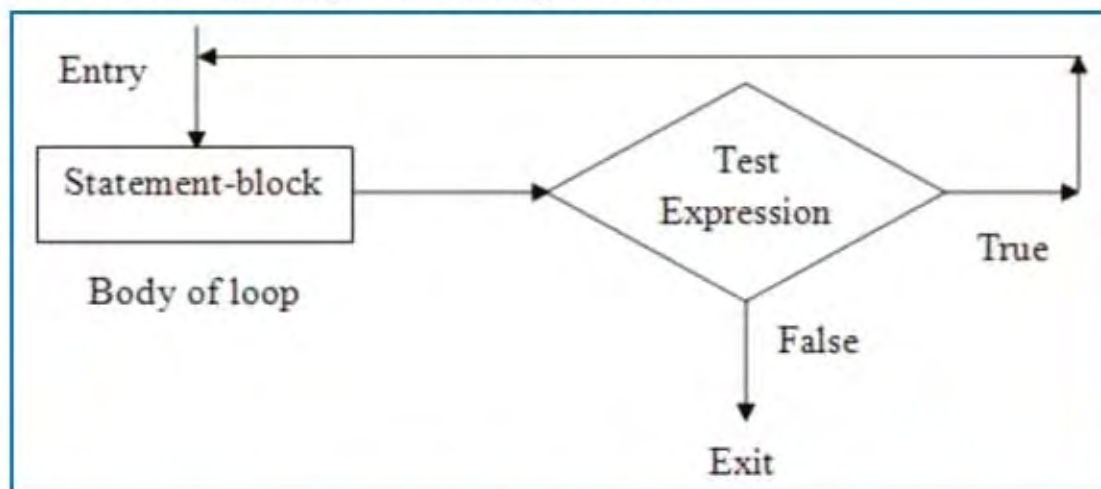 Entry
Statement-block
Body of loop
Test
Expression
True
False
Exit